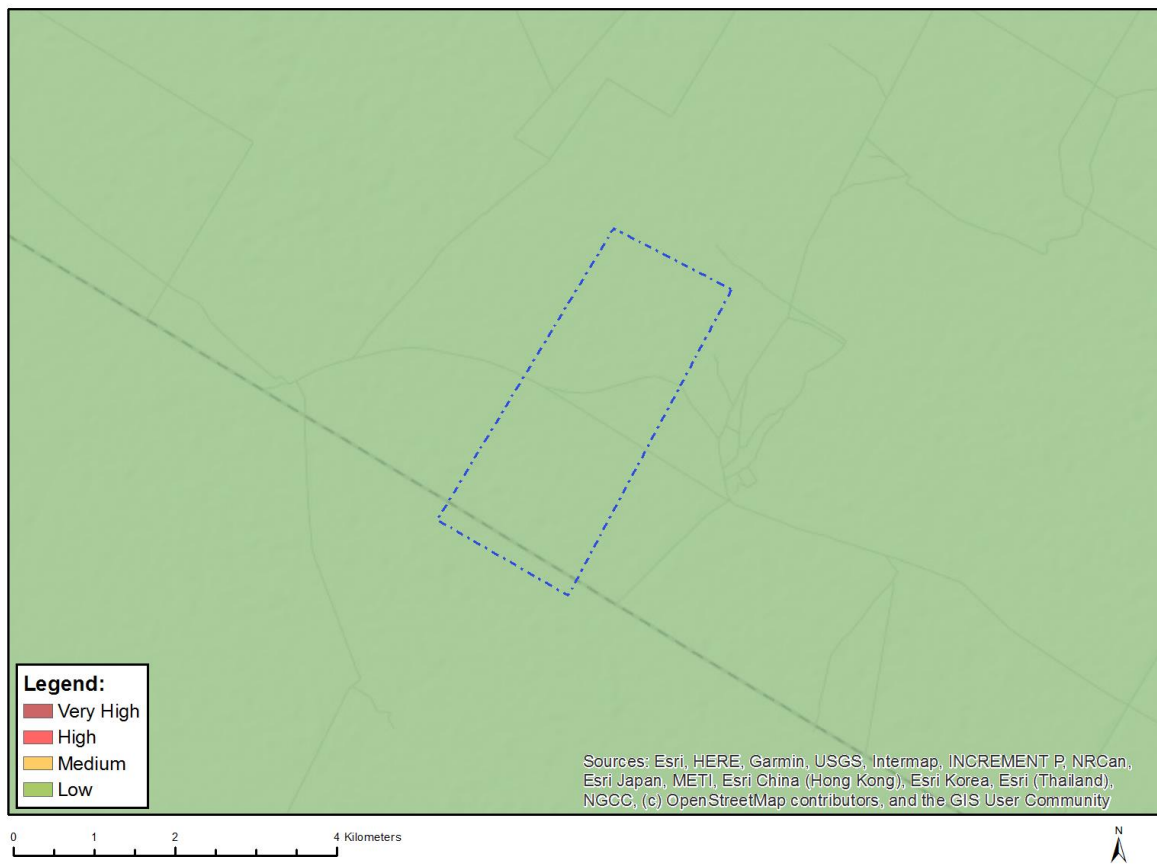 Legend:
Very High
High
Medium
Low
Sources: Esri, HERE, Garmin, USGS, Intermap, INCREMENT P, NRCan,
Esri Japan, METI, Esri China (Hong Kong), Esri Korea, Esri (Thailand),
NGCC, (c) OpenStreetMap contributors, and the GIS User Community
0 1 2 4 Kilometers
N